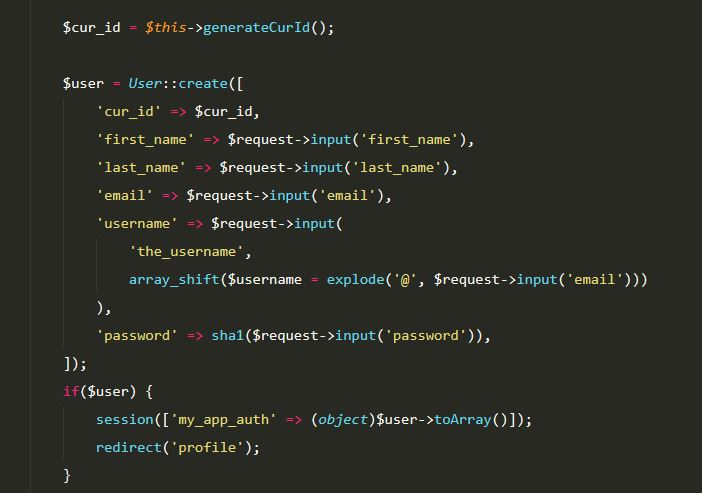 $cur_id = $this->generateCurId();
$user = User::create([
'cur_id' => $cur_id,
'first_name' => $request->input('first_name'),
'last_name' => $request->input('last_name'),
'email' => $request->input('email'),
'username' => $request->input(
'the_username',
array_shift($username = explode('@', $request->input('email')))
),
'password' => sha1($request->input('password')),
]);
if($user) {
session(['my_app_auth' => (object)$user->toArray()]);
redirect('profile');
}